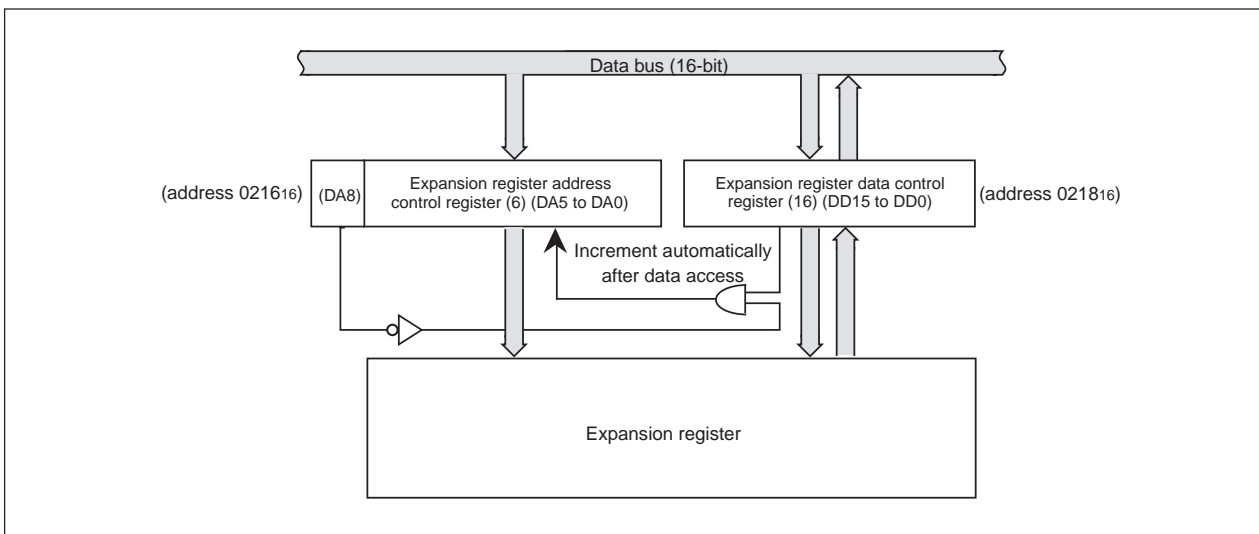 Data bus (16-bit)
(address 021616)
(DA8)
Expansion register address
control register (6) (DA5 to DA0)
Expansion register data control
register (16) (DD15 to DD0)
(address 021816)
Increment automatically
after data access
Expansion register